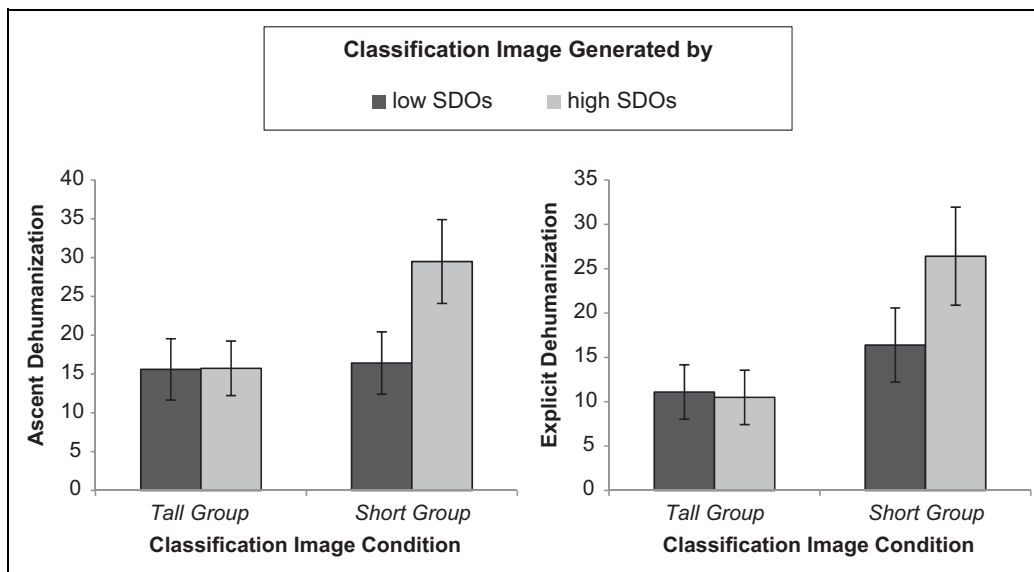 Classification Image Generated by
low SDOs high SDOs
Ascent Dehumanization
40
35
30
25
20
15
10
5
0
Tall Group Short Group
Classification Image Condition
Explicit Dehumanization
35
30
25
20
15
10
5
0
Tall Group Short Group
Classification Image Condition